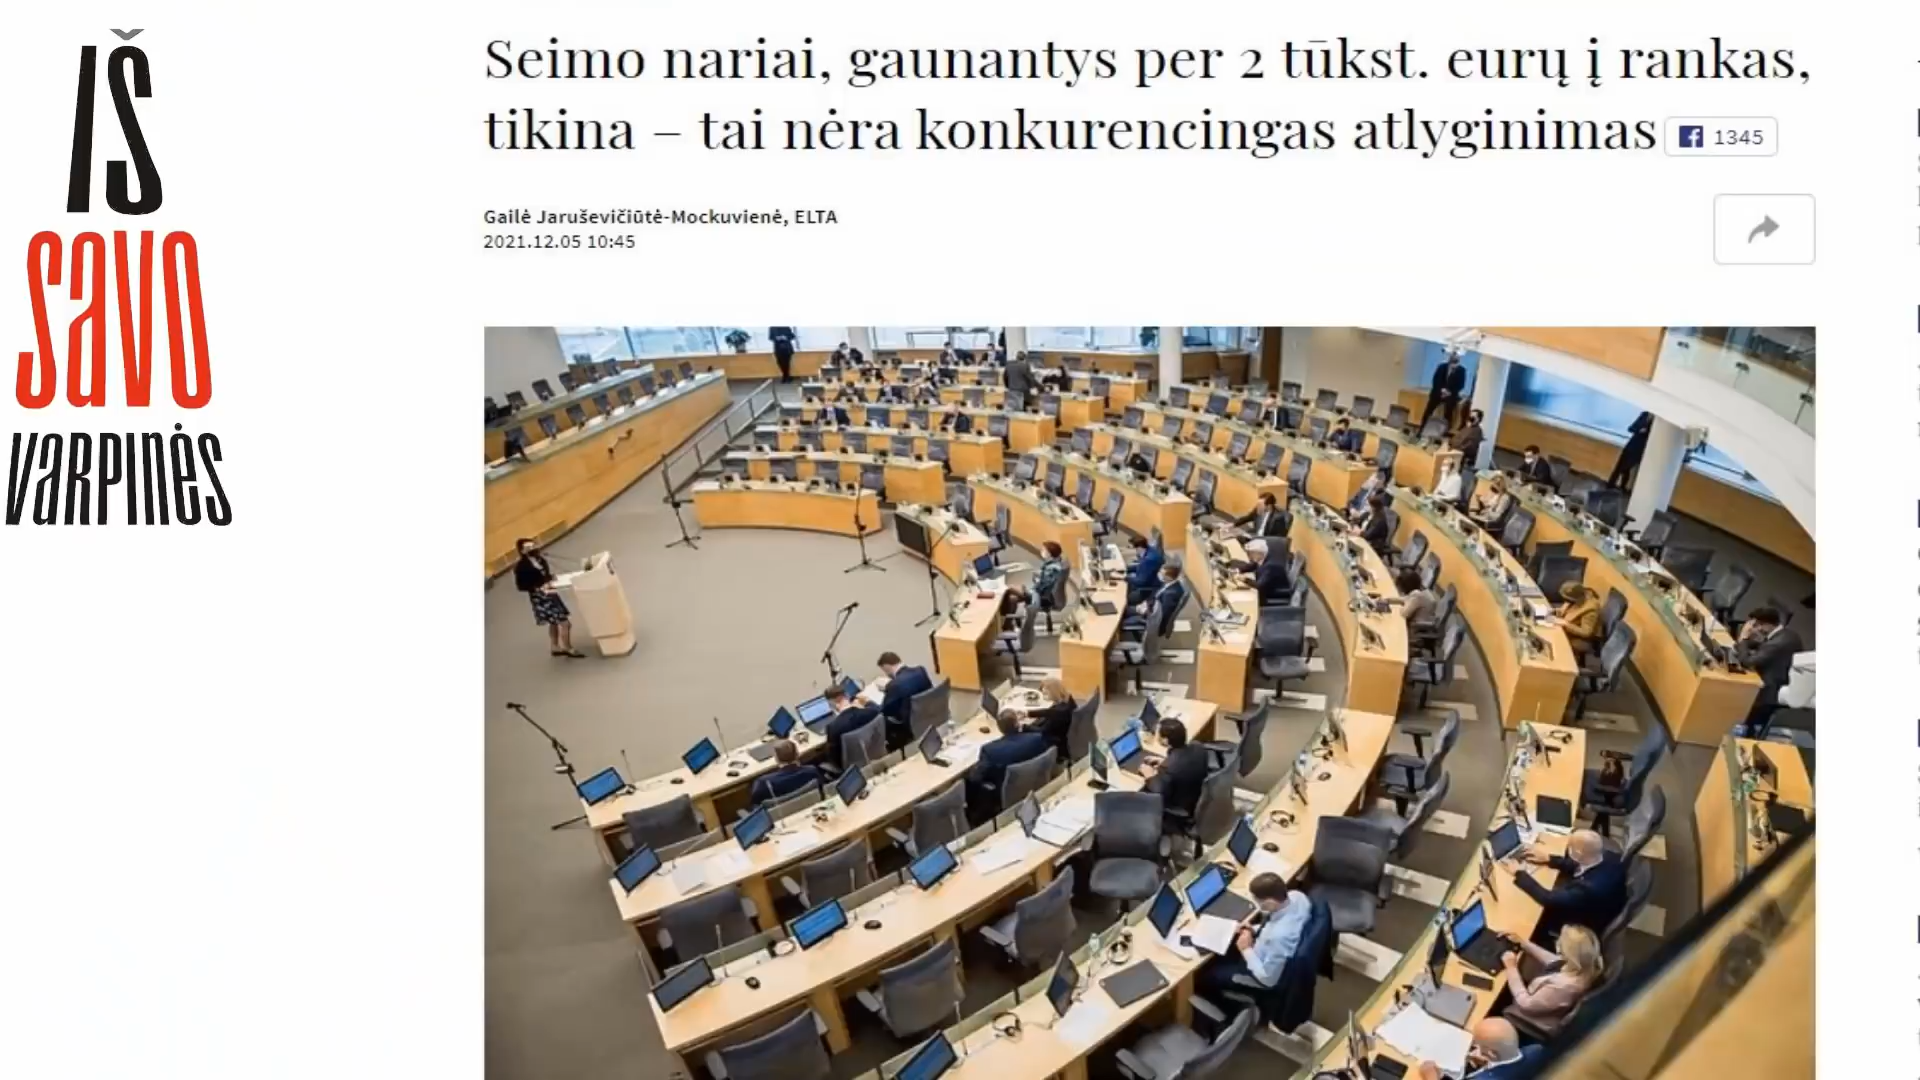 IŠ
SAVO
VARPINĖS
Seimo nariai, gaunantys per 2 tūkst. eurų į rankas,
tikina – tai nėra konkurencingas atlyginimas
1345
Gailė Jaruševičiūtė-Mockuvienė, ELTA
2021.12.05 10:45